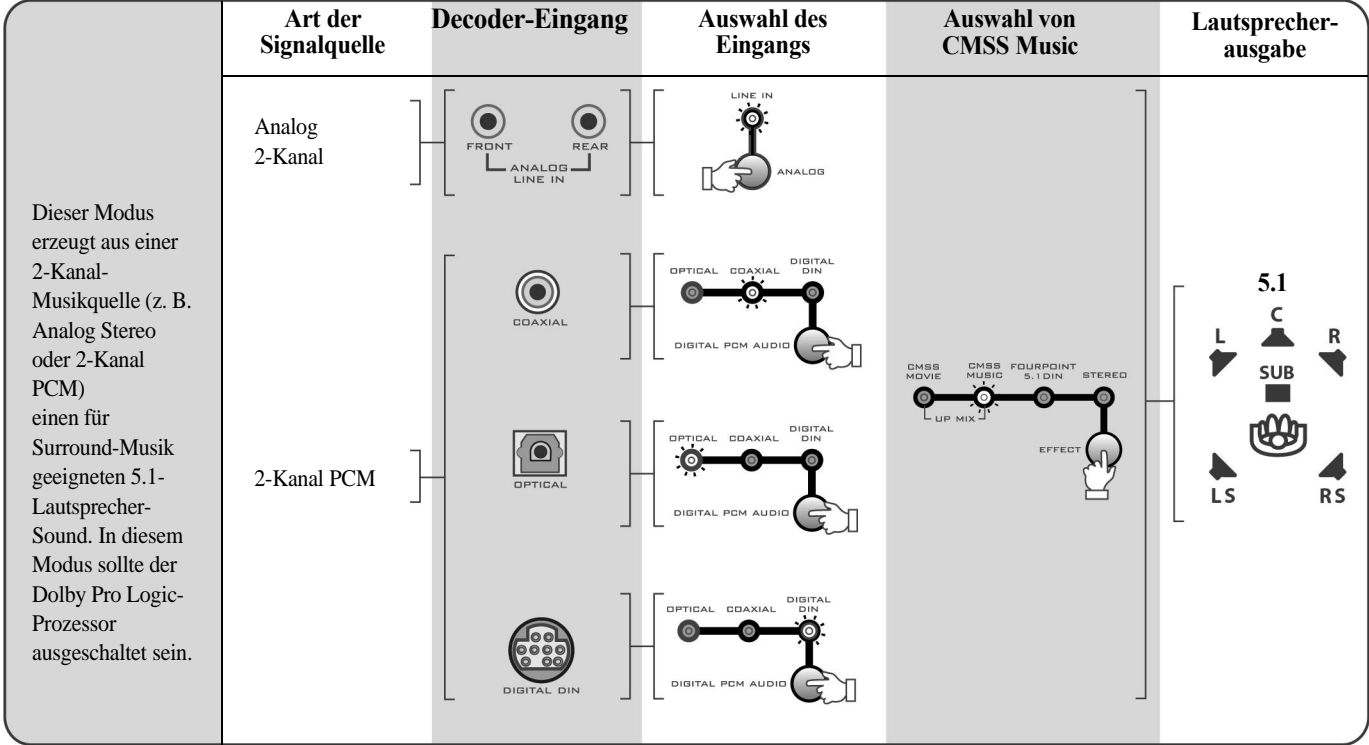 Art der
Signalquelle
Decoder-Eingang
Auswahl des
Eingangs
Auswahl von
CMSS Music
Lautsprecher-
ausgabe
Dieser Modus
erzeugt aus einer
2-Kanal-
Musikquelle (z. B.
Analog Stereo
oder 2-Kanal
PCM)
einen für
Surround-Musik
geeigneten 5.1-
Lautsprecher-
Sound. In diesem
Modus sollte der
Dolby Pro Logic-
Prozessor
ausgeschaltet sein.
Analog
2-Kanal
FRONT REAR
ANALOG
LINE IN
LINE IN
ANALOG
2-Kanal PCM
COAXIAL
OPTICAL COAXIAL DIGITAL
DIN
DIGITAL PCM AUDIO
OPTICAL
OPTICAL COAXIAL DIGITAL
DIN
DIGITAL PCM AUDIO
DIGITAL DIN
OPTICAL COAXIAL DIGITAL
DIN
DIGITAL PCM AUDIO
CMSS
MOVIE
CMSS
MUSIC
FOURPOINT
5.1DIN
STEREO
UP MIX
EFFECT
5.1
C
L R
SUB
LS RS